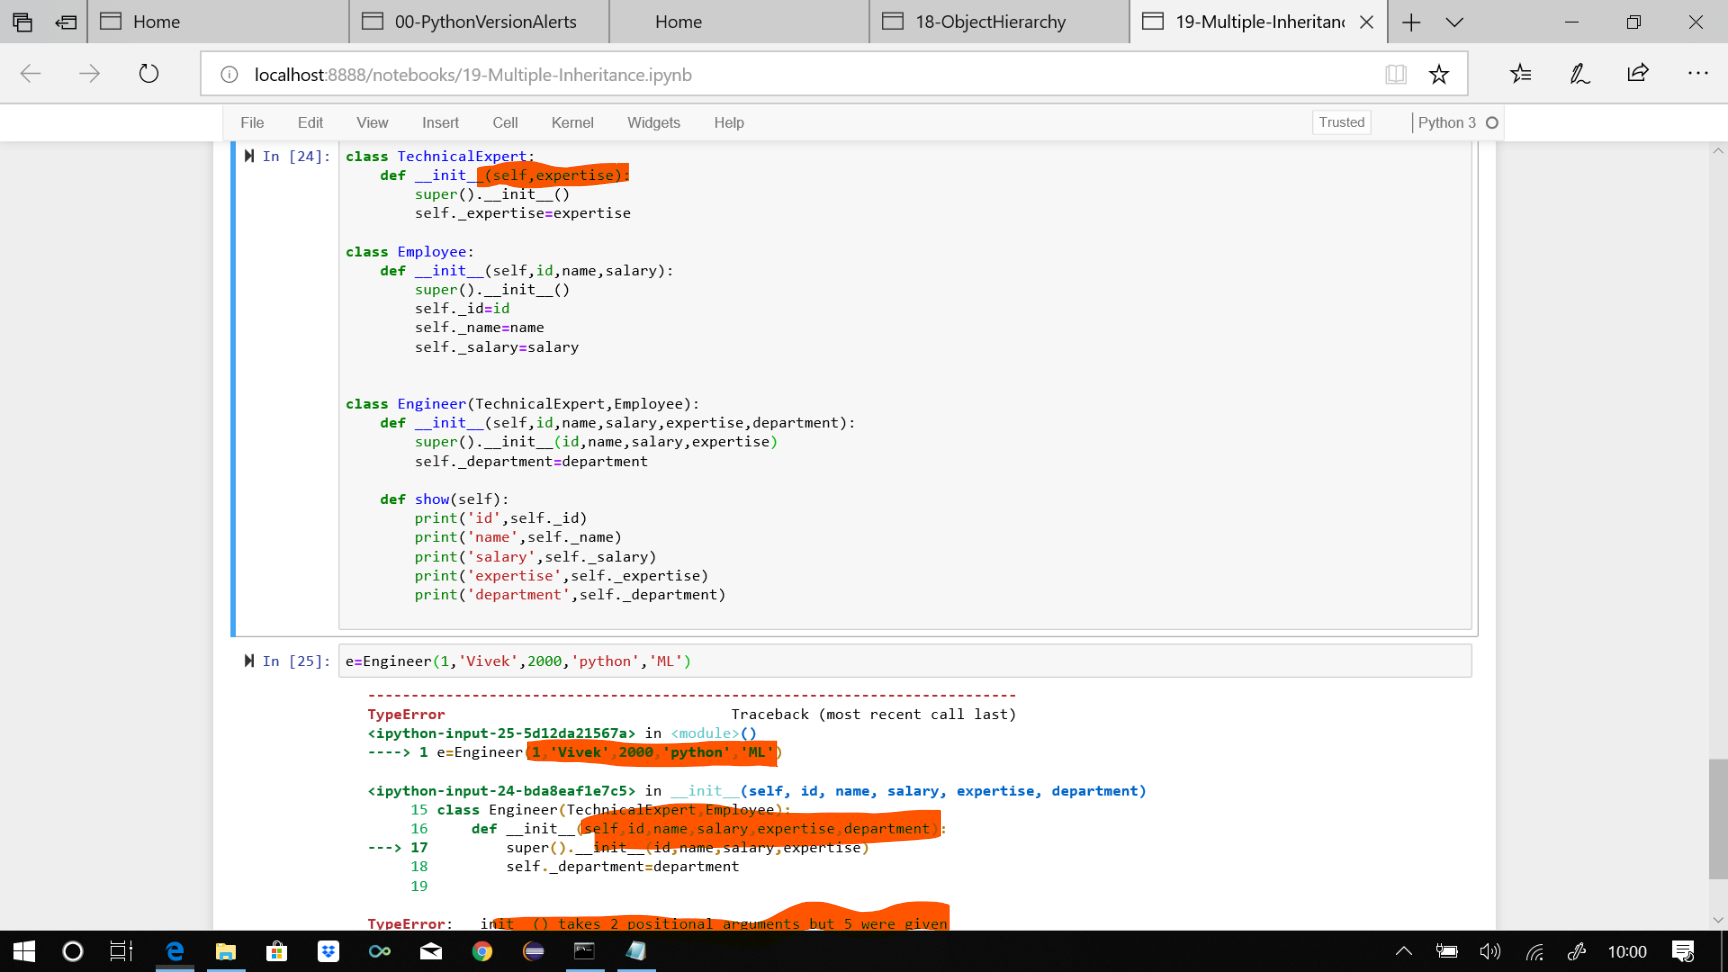 Home
00-PythonVersionAlerts
Home
18-ObjectHierarchy
19-Multiple-Inheritanc
localhost:8888/notebooks/19-Multiple-Inheritance.ipynb
File Edit View Insert Cell Kernel Widgets Help
Trusted
Python 3
In [24]:
class TechnicalExpert:
    def __init__(self,expertise):
        super().__init__()
        self._expertise=expertise
class Employee:
    def __init__(self,id,name,salary):
        super().__init__()
        self._id=id
        self._name=name
        self._salary=salary
class Engineer(TechnicalExpert,Employee):
    def __init__(self,id,name,salary,expertise,department):
        super().__init__(id,name,salary,expertise)
        self._department=department
    def show(self):
        print('id',self._id)
        print('name',self._name)
        print('salary',self._salary)
        print('expertise',self._expertise)
        print('department',self._department)
In [25]: e=Engineer(1,'Vivek',2000,'python','ML')
---------------------------------------------------------------------------
TypeError                                 Traceback (most recent call last)
<ipython-input-25-5d12da21567a> in <module>()
----> 1 e=Engineer(1,'Vivek',2000,'python','ML')
<ipython-input-24-bda8eaf1e7c5> in __init__(self, id, name, salary, expertise, department)
     15 class Engineer(TechnicalExpert,Employee):
     16     def __init__(self,id,name,salary,expertise,department):
---> 17         super().__init__(id,name,salary,expertise)
     18         self._department=department
     19
TypeError: __init__() takes 2 positional arguments but 5 were given
10:00